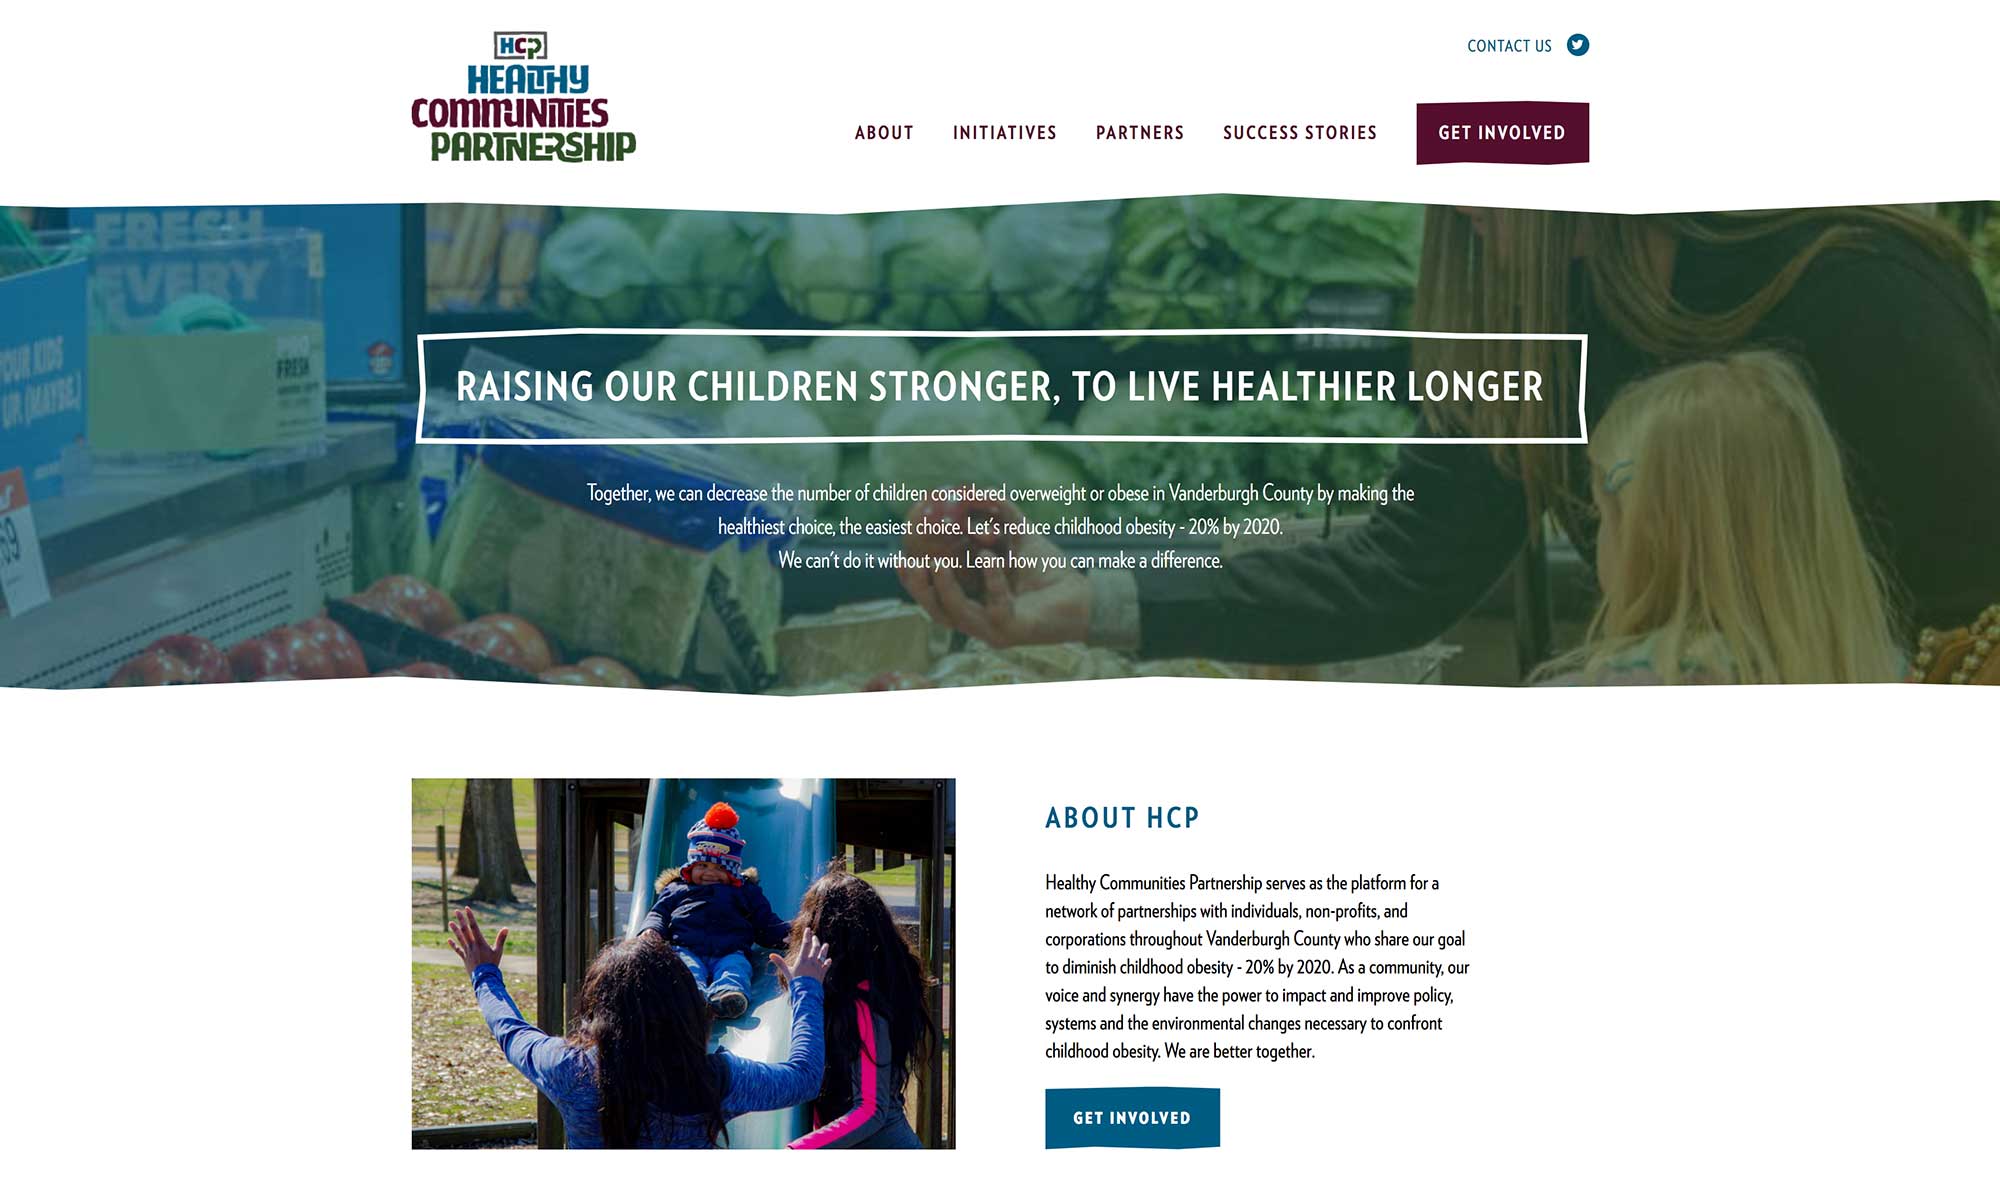 HCP
HEALTHY
COMMUNITIES
PARTNERSHIP
CONTACT US
ABOUT INITIATIVES PARTNERS SUCCESS STORIES GET INVOLVED
FRESH
EVERY
YOUR KIDS
UP. (MAYBE.)
FRESH
RAISING OUR CHILDREN STRONGER, TO LIVE HEALTHIER LONGER
Together, we can decrease the number of children considered overweight or obese in Vanderburgh County by making the
healthiest choice, the easiest choice. Let's reduce childhood obesity - 20% by 2020.
We can't do it without you. Learn how you can make a difference.
ABOUT HCP
Healthy Communities Partnership serves as the platform for a
network of partnerships with individuals, non-profits, and
corporations throughout Vanderburgh County who share our goal
to diminish childhood obesity - 20% by 2020. As a community, our
voice and synergy have the power to impact and improve policy,
systems and the environmental changes necessary to confront
childhood obesity. We are better together.
GET INVOLVED